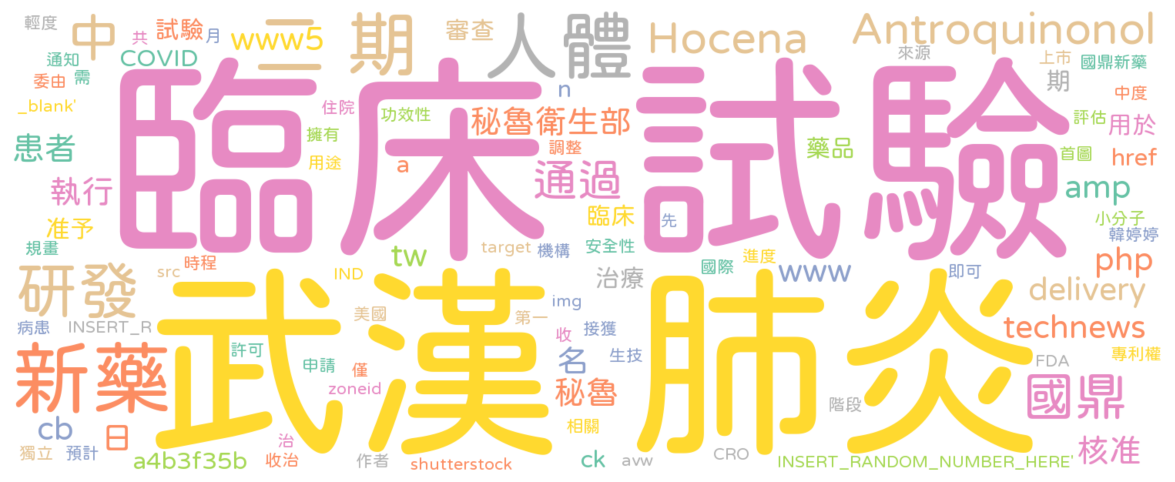 輕度
中
共
試驗
月
www5
二
期
審查
人體
Hocena
Antroquinonol
來源
上市
國鼎新藥
通知
委由
需
COVID
_blank'
住院
功效性
n
秘魯衛生部
期
中度
評估
用於
患者
擁有
用途
a
調整
藥品
首圖
href
執行
臨床試驗
通過
amp
准予
臨床
先
小分子
韓婷婷
規畫
時程
tw
target
機構
安全性
進度
php
研發
src
IND
治療
國際
www
即可
delivery
病患
INSERT_R
武漢肺炎
美國
img
第一
接獲
technews
收
許可
申請
僅
名
生技
FDA
專利權
新藥
zoneid
秘魯
國鼎
cb
日
相關
階段
獨立
預計
a4b3f35b
治
收治
作者
shutterstock
ck
avw
CRO
INSERT_RANDOM_NUMBER_HERE'
核准